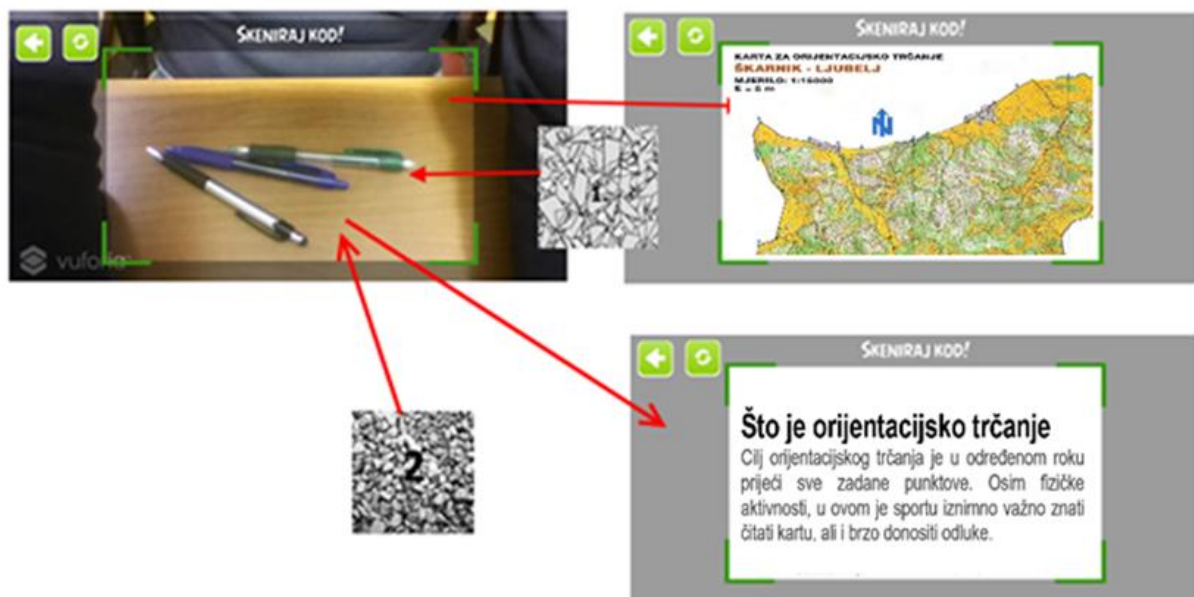 SKENIRAJ KOD!
vuforia
1
2
SKENIRAJ KOD!
KARTA ZA ORIJENTACIJSKO TRČANJE
ŠKARNIK - LJUBELJ
MJERILO: 1:15000
E = 5 m
N
SKENIRAJ KOD!
Što je orijentacijsko trčanje
Cilj orijentacijskog trčanja je u određenom roku
prijeći sve zadane punktove. Osim fizičke
aktivnosti, u ovom je sportu iznimno važno znati
čitati kartu, ali i brzo donositi odluke.